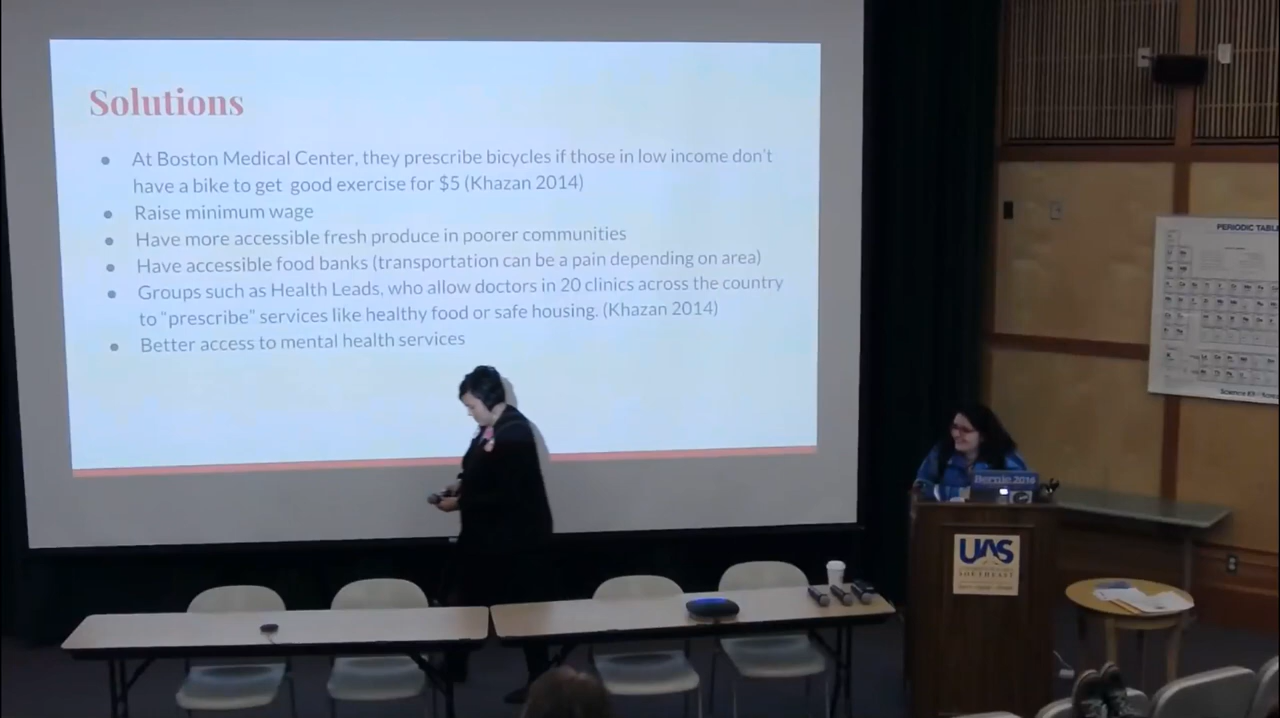 Solutions
At Boston Medical Center, they prescribe bicycles if those in low income don't
have a bike to get good exercise for $5 (Khazan 2014)
Raise minimum wage
Have more accessible fresh produce in poorer communities
Have accessible food banks (transportation can be a pain depending on area)
Groups such as Health Leads, who allow doctors in 20 clinics across the country
to "prescribe" services like healthy food or safe housing. (Khazan 2014)
Better access to mental health services
PERIODIC TABL
Bernie 2016
UAS
SOUTHEAST